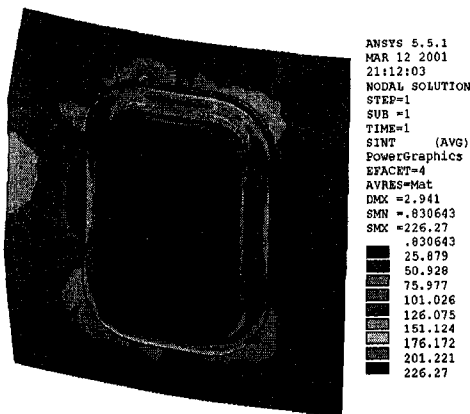 ANSYS 5.5.1
MAR 12 2001
21:12:03
NODAL SOLUTION
STEP=1
SUB =1
TIME=1
SINT (AVG)
PowerGraphics
EFACET=4
AVRES=Mat
DMX =2.941
SMN =.830643
SMX =226.27
.830643
25.879
50.928
75.977
101.026
126.075
151.124
176.172
201.221
226.27